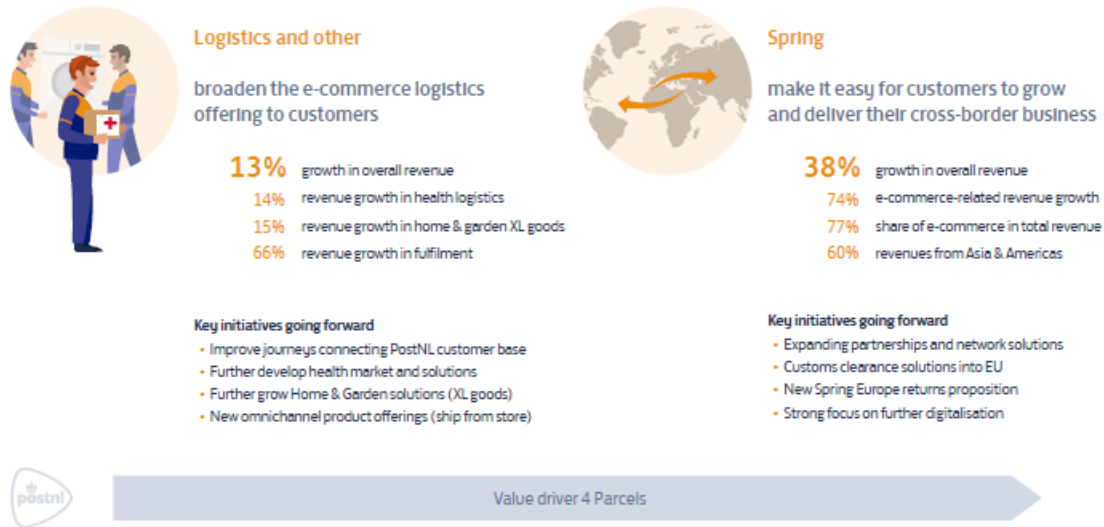 Logistics and other
broaden the e-commerce logistics
offering to customers
13% growth in overall revenue
14% revenue growth in health logistics
15% revenue growth in home & garden XL goods
66% revenue growth in fulfilment
Key initiatives going forward
• Improve journeys connecting PostNL customer base
• Further develop health market and solutions
• Further grow Home & Garden solutions (XL goods)
• New omnichannel product offerings (ship from store)
Spring
make it easy for customers to grow
and deliver their cross-border business
38% growth in overall revenue
74% e-commerce-related revenue growth
77% share of e-commerce in total revenue
60% revenues from Asia & Americas
Key initiatives going forward
• Expanding partnerships and network solutions
• Customs clearance solutions into EU
• New Spring Europe returns proposition
• Strong focus on further digitalisation
postnl
Value driver 4 Parcels